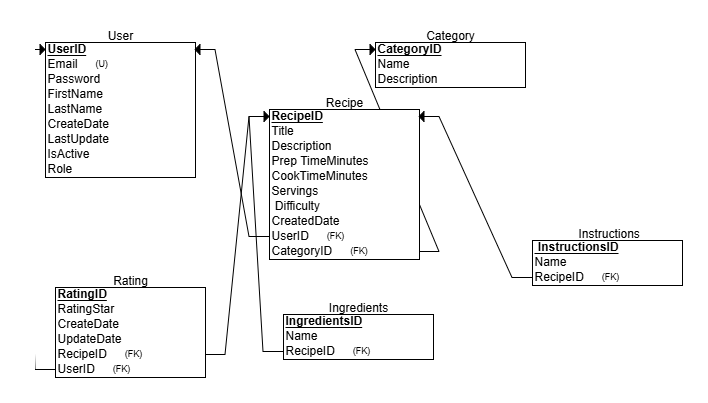 User
UserID
Email (U)
Password
FirstName
LastName
CreateDate
LastUpdate
IsActive
Role
Category
CategoryID
Name
Description
Recipe
RecipeID
Title
Description
Prep TimeMinutes
CookTimeMinutes
Servings
Difficulty
CreatedDate
UserID (FK)
CategoryID (FK)
Instructions
InstructionsID
Name
RecipeID (FK)
Rating
RatingID
RatingStar
CreateDate
UpdateDate
RecipeID (FK)
UserID (FK)
Ingredients
IngredientsID
Name
RecipeID (FK)